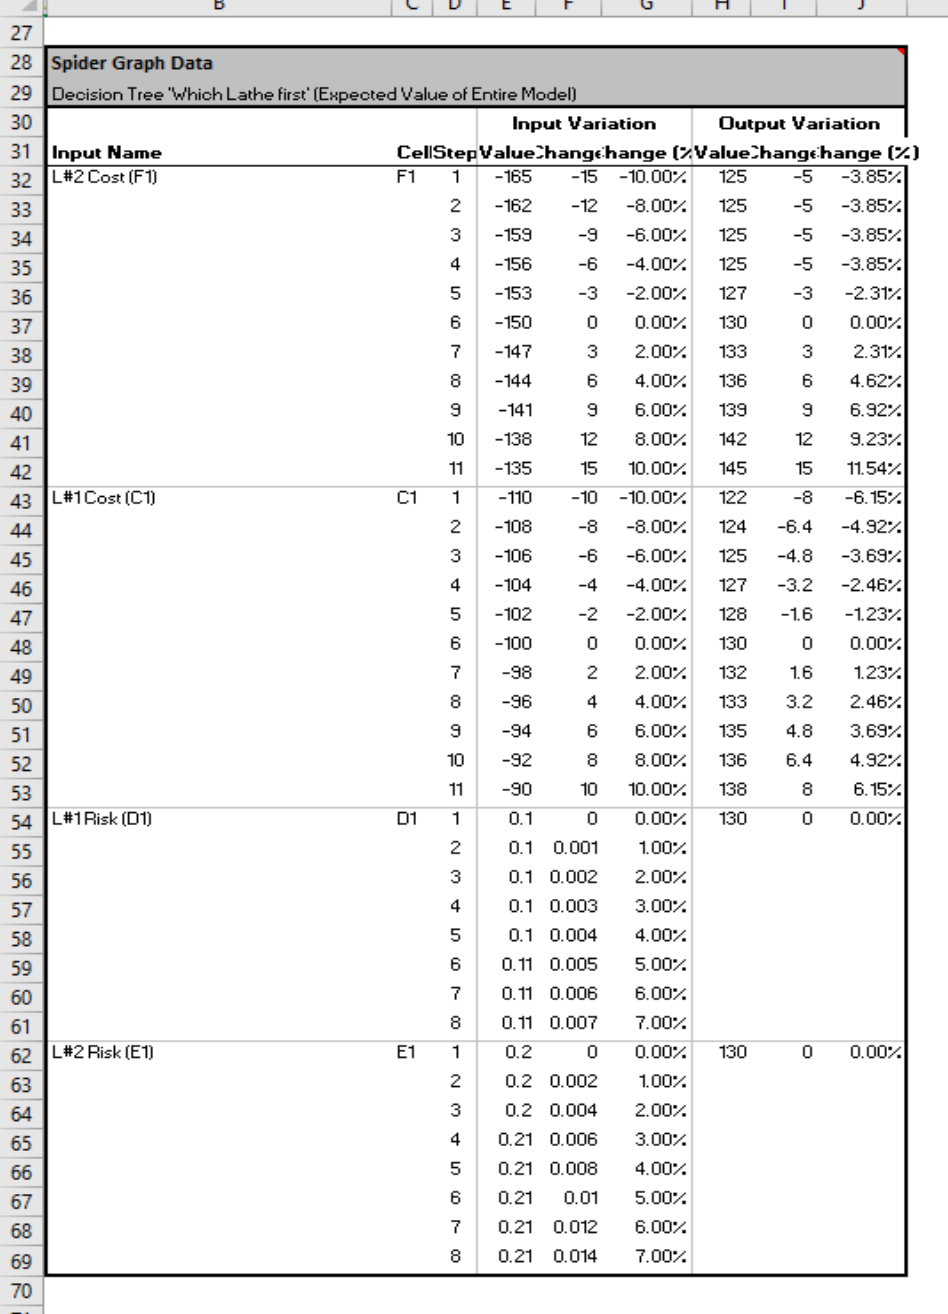 B C D E F G H I J
27
28 Spider Graph Data
29 Decision Tree 'Which Lathe first' (Expected Value of Entire Model)
30 Input Variation Output Variation
31 Input Name Cell Step Value Change hange (% Value Change hange (%)
32 L#2 Cost (F1) F1 1 -165 -15 -10.00% 125 -5 -3.85%
33 2 -162 -12 -8.00% 125 -5 -3.85%
34 3 -159 -9 -6.00% 125 -5 -3.85%
35 4 -156 -6 -4.00% 125 -5 -3.85%
36 5 -153 -3 -2.00% 127 -3 -2.31%
37 6 -150 0 0.00% 130 0 0.00%
38 7 -147 3 2.00% 133 3 2.31%
39 8 -144 6 4.00% 136 6 4.62%
40 9 -141 9 6.00% 139 9 6.92%
41 10 -138 12 8.00% 142 12 9.23%
42 11 -135 15 10.00% 145 15 11.54%
43 L#1 Cost (C1) C1 1 -110 -10 -10.00% 122 -8 -6.15%
44 2 -108 -8 -8.00% 124 -6.4 -4.92%
45 3 -106 -6 -6.00% 125 -4.8 -3.69%
46 4 -104 -4 -4.00% 127 -3.2 -2.46%
47 5 -102 -2 -2.00% 128 -1.6 -1.23%
48 6 -100 0 0.00% 130 0 0.00%
49 7 -98 2 2.00% 132 1.6 1.23%
50 8 -96 4 4.00% 133 3.2 2.46%
51 9 -94 6 6.00% 135 4.8 3.69%
52 10 -92 8 8.00% 136 6.4 4.92%
53 11 -90 10 10.00% 138 8 6.15%
54 L#1 Risk (D1) D1 1 0.1 0 0.00% 130 0 0.00%
55 2 0.1 0.001 1.00%
56 3 0.1 0.002 2.00%
57 4 0.1 0.003 3.00%
58 5 0.1 0.004 4.00%
59 6 0.11 0.005 5.00%
60 7 0.11 0.006 6.00%
61 8 0.11 0.007 7.00%
62 L#2 Risk (E1) E1 1 0.2 0 0.00% 130 0 0.00%
63 2 0.2 0.002 1.00%
64 3 0.2 0.004 2.00%
65 4 0.21 0.006 3.00%
66 5 0.21 0.008 4.00%
67 6 0.21 0.01 5.00%
68 7 0.21 0.012 6.00%
69 8 0.21 0.014 7.00%
70